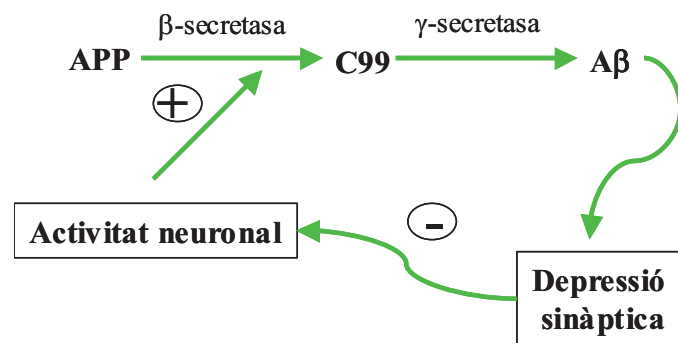 β-secretasa
γ-secretasa
APP
C99
Aβ
+
-
Activitat neuronal
Depressió
sinàptica